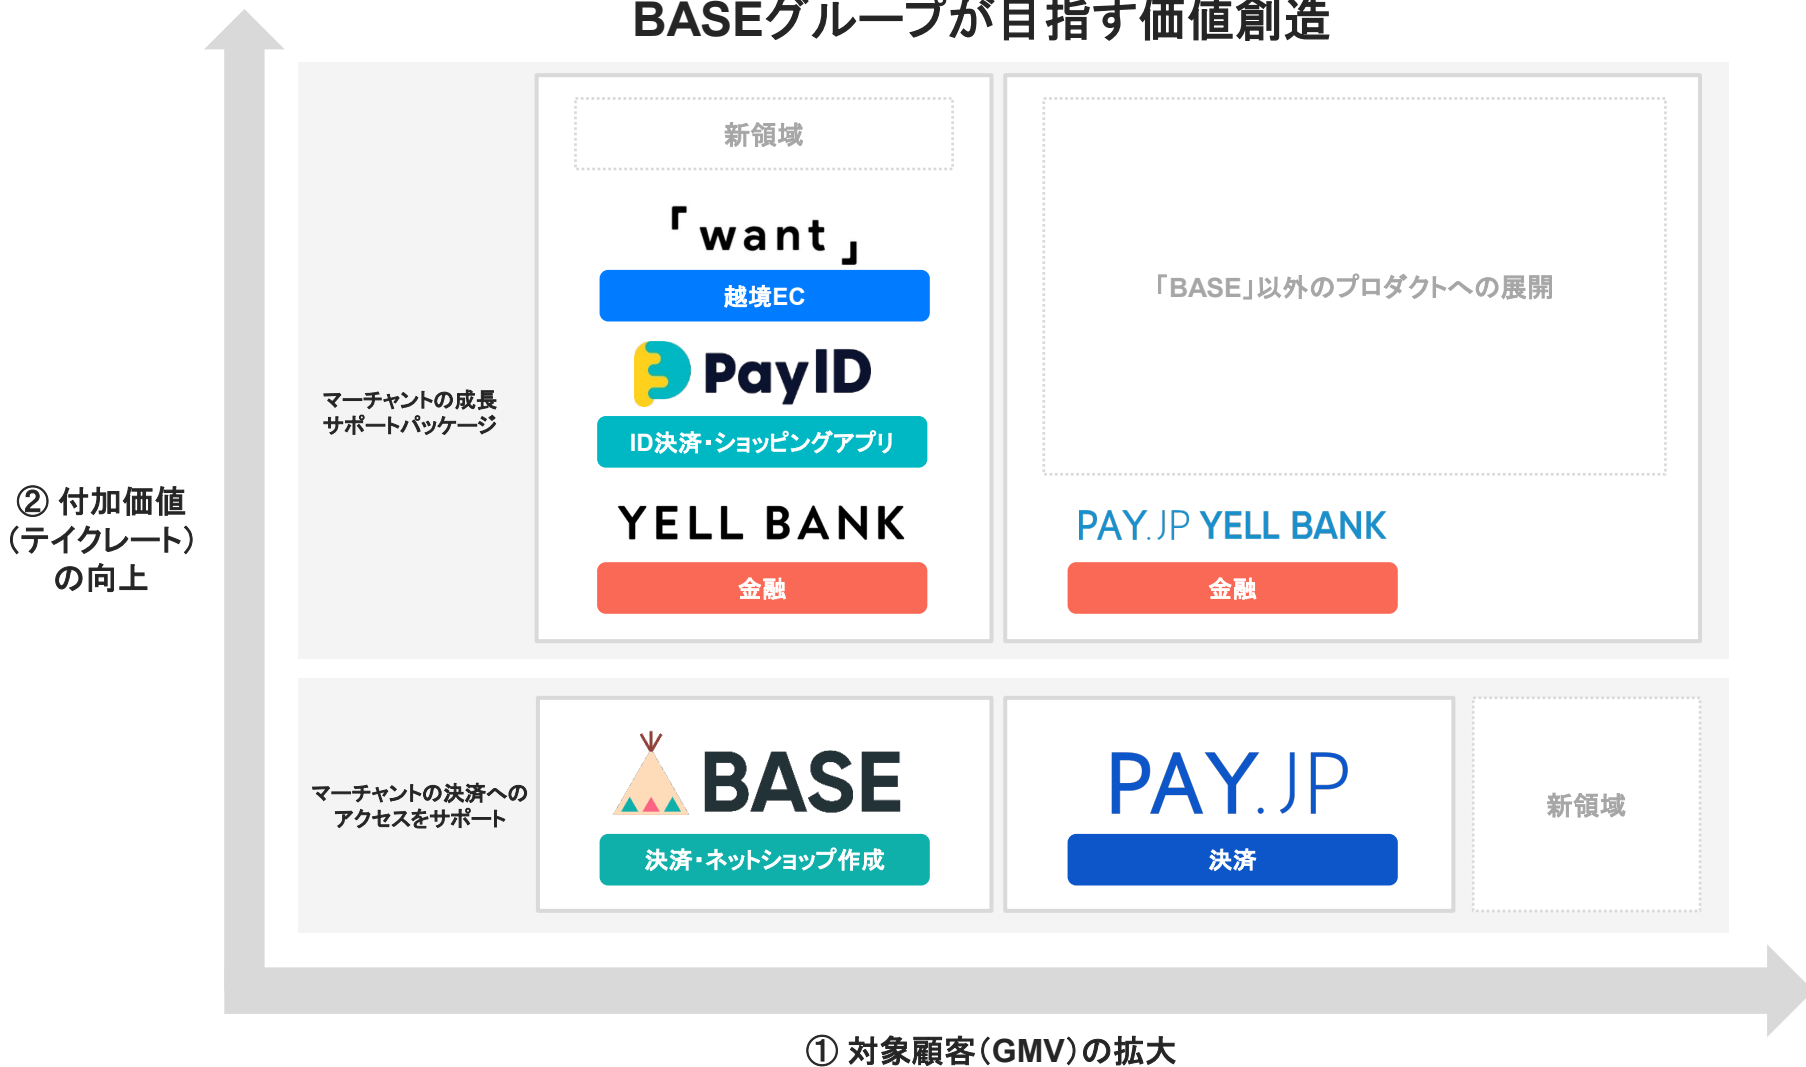 BASEグループが目指す価値創造
新領域
「want」
越境EC
PayID
ID決済・ショッピングアプリ
YELL BANK
金融
「BASE」以外のプロダクトへの展開
PAY.JP YELL BANK
金融
マーチャントの成長
サポートパッケージ
② 付加価値
（テイクレート）
の向上
マーチャントの決済への
アクセスをサポート
BASE
決済・ネットショップ作成
PAY.JP
決済
新領域
① 対象顧客（GMV）の拡大